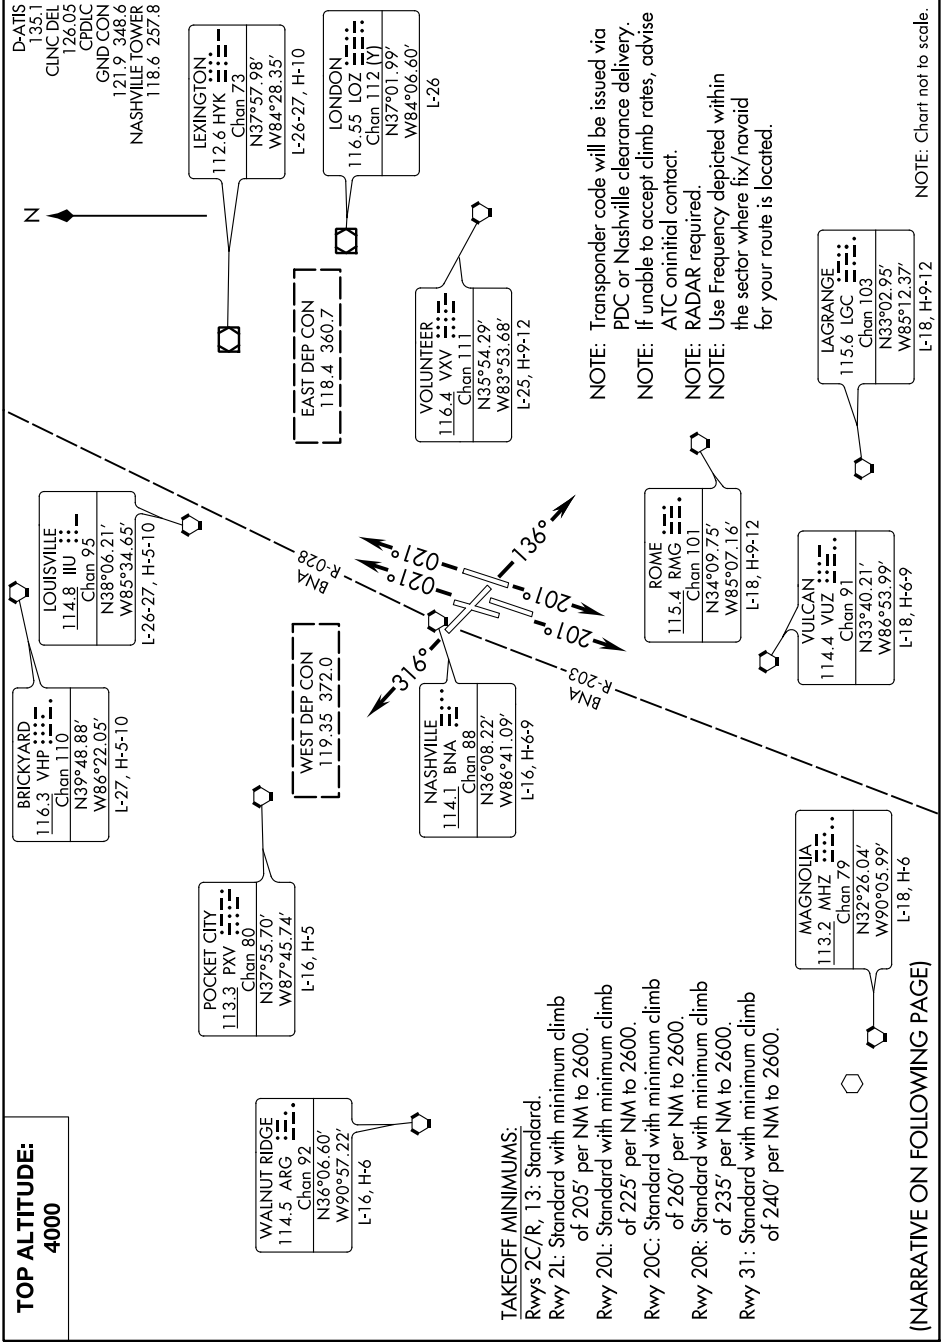 TOP ALTITUDE:
4000
D-ATIS
135.1
CLNC DEL
126.05
CPDLC
GND CON
121.9 348.6
NASHVILLE TOWER
118.6 257.8
N
BRICKYARD
116.3 VHP
Chan 110
N39°48.88′
W86°22.05′
L-27, H-5-10
LOUISVILLE
114.8 IIU
Chan 95
N38°06.21′
W85°34.65′
L-26-27, H-5-10
LEXINGTON
112.6 HYK
Chan 73
N37°57.98′
W84°28.35′
L-26-27, H-10
LONDON
116.55 LOZ
Chan 112 (Y)
N37°01.99′
W84°06.60′
L-26
POCKET CITY
113.3 PXV
Chan 80
N37°55.70′
W87°45.74′
L-16, H-5
WALNUT RIDGE
114.5 ARG
Chan 92
N36°06.60′
W90°57.22′
L-16, H-6
WEST DEP CON
119.35 372.0
EAST DEP CON
118.4 360.7
BNA
R-028
NASHVILLE
114.1 BNA
Chan 88
N36°08.22′
W86°41.09′
L-16, H-6-9
VOLUNTEER
116.4 VXV
Chan 111
N35°54.29′
W83°53.68′
L-25, H-9-12
316°
021°
021°
136°
201°
201°
BNA
R-203
TAKEOFF MINIMUMS:
Rwys 2C/R, 13: Standard.
Rwy 2L: Standard with minimum climb
of 205′ per NM to 2600.
Rwy 20L: Standard with minimum climb
of 225′ per NM to 2600.
Rwy 20C: Standard with minimum climb
of 260′ per NM to 2600.
Rwy 20R: Standard with minimum climb
of 235′ per NM to 2600.
Rwy 31: Standard with minimum climb
of 240′ per NM to 2600.
ROME
115.4 RMG
Chan 101
N34°09.75′
W85°07.16′
L-18, H-9-12
VULCAN
114.4 VUZ
Chan 91
N33°40.21′
W86°53.99′
L-18, H-6-9
MAGNOLIA
113.2 MHZ
Chan 79
N32°26.04′
W90°05.99′
L-18, H-6
LAGRANGE
115.6 LGC
Chan 103
N33°02.95′
W85°12.37′
L-18, H-9-12
NOTE: Transponder code will be issued via
PDC or Nashville clearance delivery.
NOTE: If unable to accept climb rates, advise
ATC oninitial contact.
NOTE: RADAR required.
NOTE: Use Frequency depicted within
the sector where fix/navaid
for your route is located.
(NARRATIVE ON FOLLOWING PAGE)
NOTE: Chart not to scale.